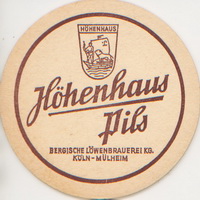 HÖHENHAUS
Höhenhaus
Pils
BERGISCHE LÖWENBRAUEREI KG.
KÖLN-MÜLHEIM